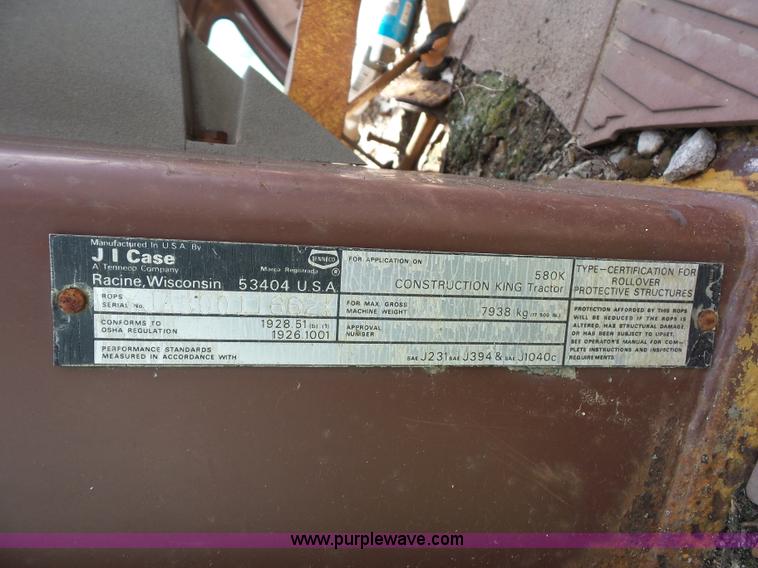 Manufactured In U.S.A. By
J I Case
A Tenneco Company
Racine, Wisconsin 53404 U.S.A.
TENNECO
Marca Registrada ®
FOR APPLICATION ON
580K
CONSTRUCTION KING Tractor
TYPE-CERTIFICATION FOR
ROLLOVER
PROTECTIVE STRUCTURES
ROPS
SERIAL No.
FOR MAX. GROSS
MACHINE WEIGHT 7938 kg (17 500 lb.)
CONFORMS TO
OSHA REGULATION
1928.51 (b) (1)
1926.1001
APPROVAL
NUMBER
PERFORMANCE STANDARDS
MEASURED IN ACCORDANCE WITH
SAE J231 SAE J394 & SAE J1040c
PROTECTION AFFORDED BY THIS ROPS
WILL BE REDUCED IF THE ROPS IS
ALTERED, HAS STRUCTURAL DAMAGE,
OR HAS BEEN SUBJECT TO UPSET.
SEE OPERATOR'S MANUAL FOR COM-
PLETE INSTRUCTIONS AND INSPECTION
REQUIREMENTS.
www.purplewave.com